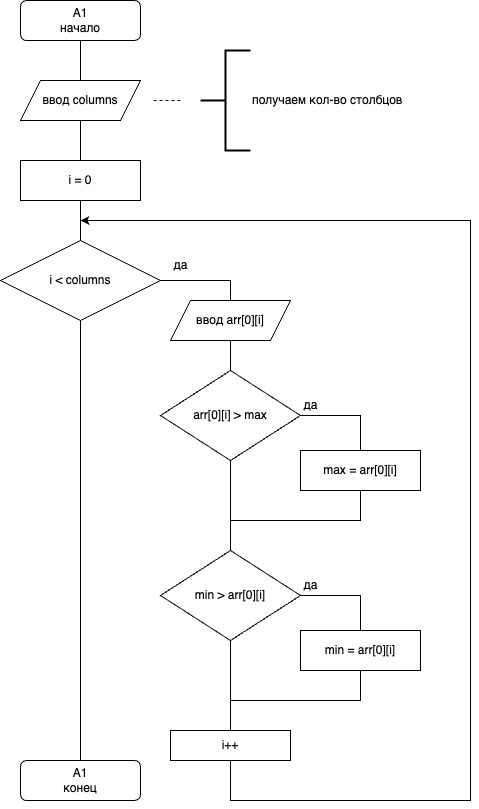 A1
начало
ввод columns
получаем кол-во столбцов
i = 0
i < columns
да
ввод arr[0][i]
arr[0][i] > max
да
max = arr[0][i]
min > arr[0][i]
да
min = arr[0][i]
i++
A1
конец